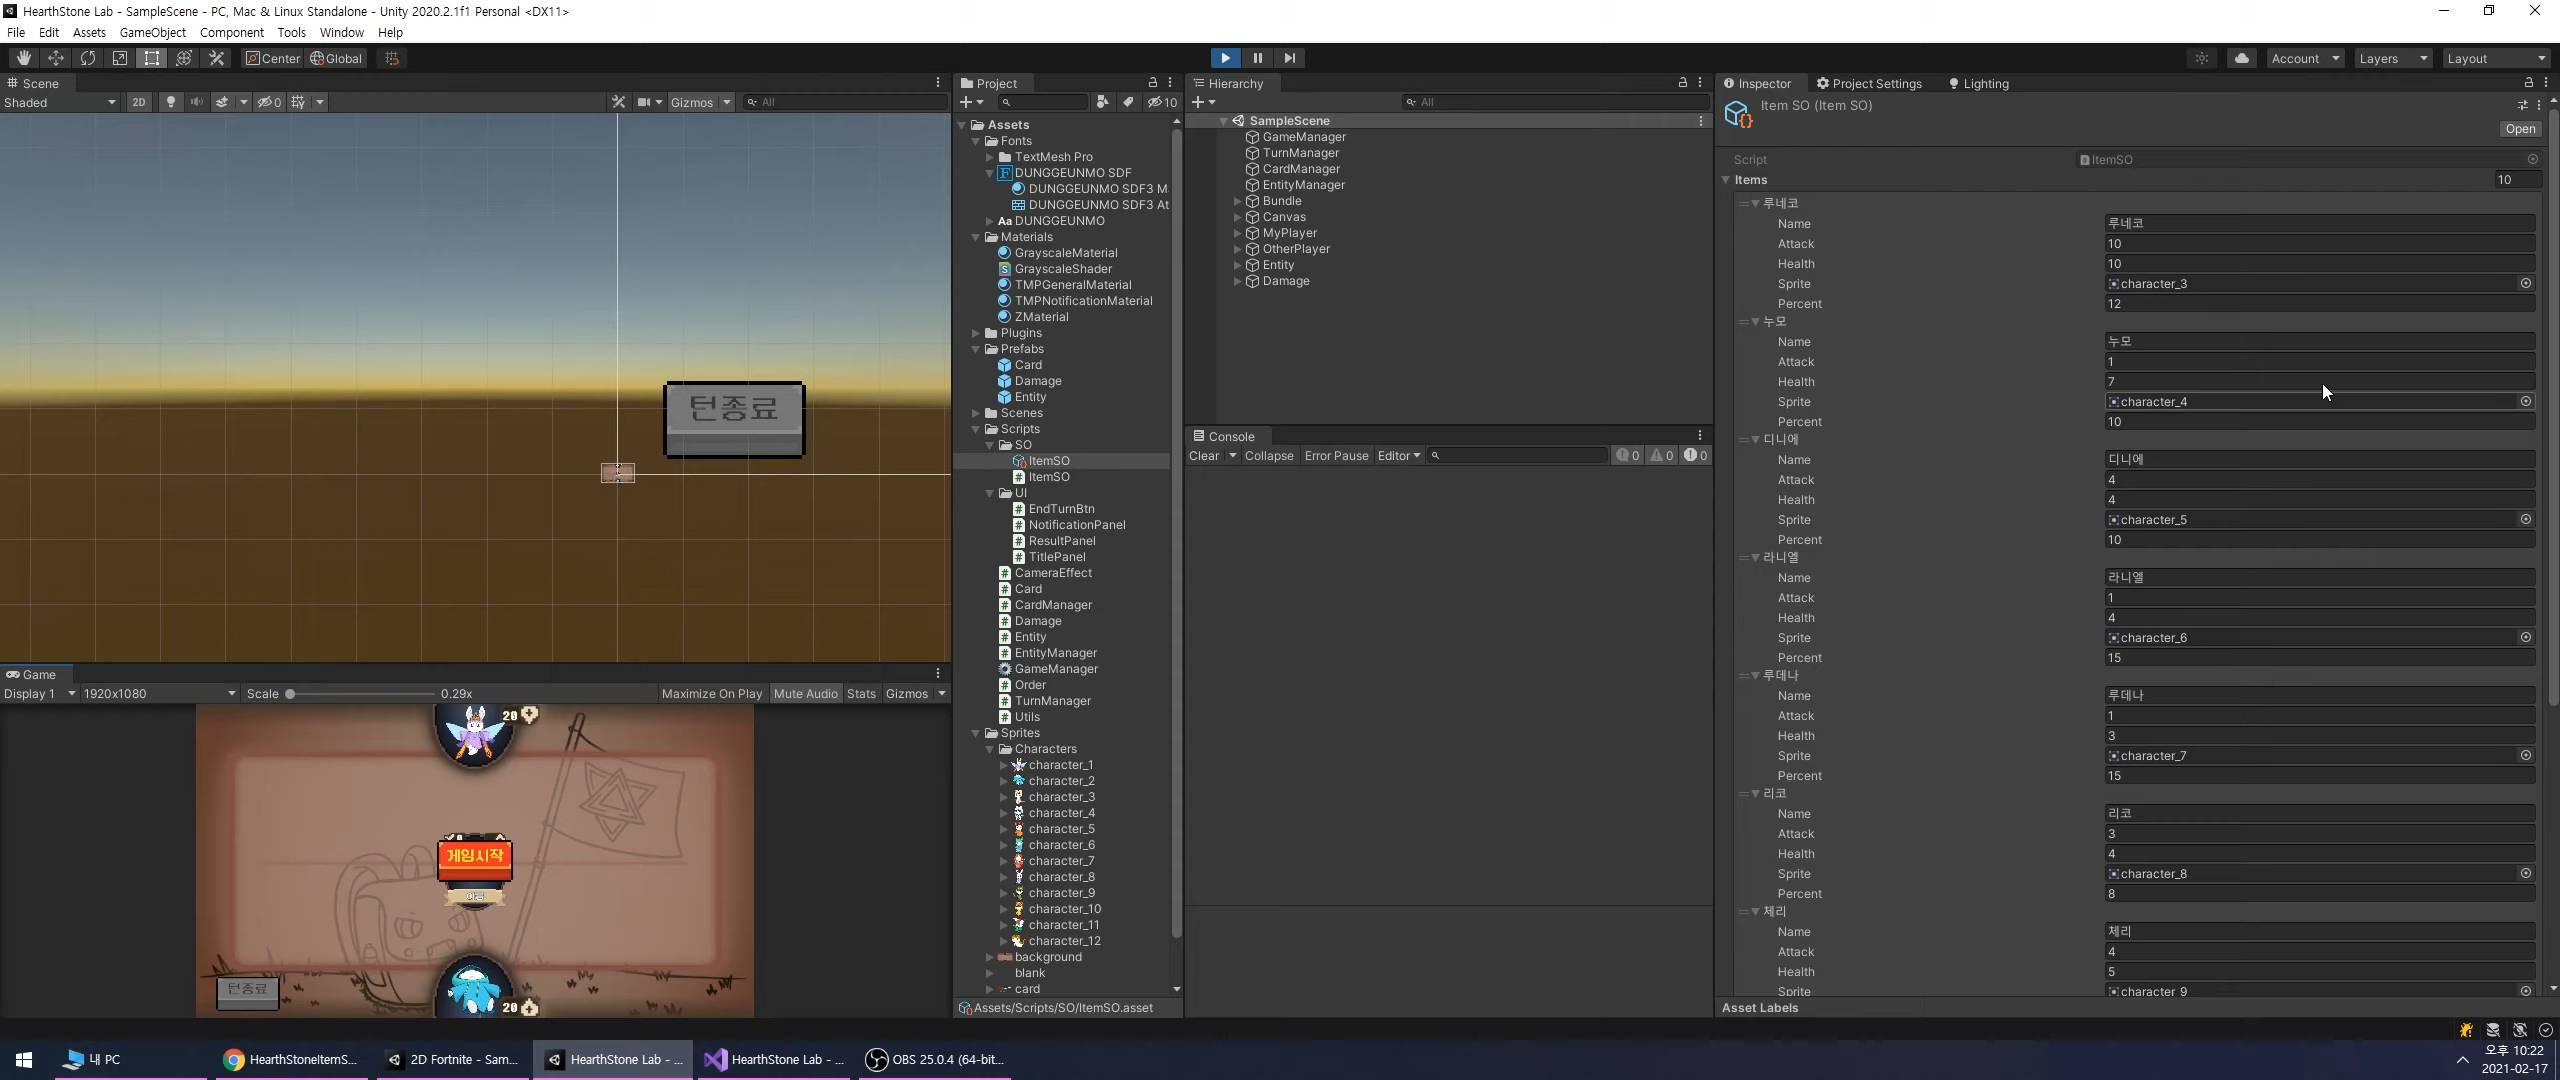 HearthStone Lab - SampleScene - PC, Mac & Linux Standalone - Unity 2020.2.1f1 Personal <DX11>
File Edit Assets GameObject Component Tools Window Help
Center Global
Account Layers Layout
Scene
Shaded 2D 0 Gizmos All
턴종료
Game
Display 1 1920x1080 Scale 0.29x Maximize On Play Mute Audio Stats Gizmos
20
게임시작
턴종료
20
Project
10
Assets
Fonts
TextMesh Pro
DUNGGEUNMO SDF
DUNGGEUNMO SDF3 M
DUNGGEUNMO SDF3 At
Aa DUNGGEUNMO
Materials
GrayscaleMaterial
GrayscaleShader
TMPGeneralMaterial
TMPNotificationMaterial
ZMaterial
Plugins
Prefabs
Card
Damage
Entity
Scenes
Scripts
SO
ItemSO
ItemSO
UI
EndTurnBtn
NotificationPanel
ResultPanel
TitlePanel
CameraEffect
Card
CardManager
Damage
Entity
EntityManager
GameManager
Order
TurnManager
Utils
Sprites
Characters
character_1
character_2
character_3
character_4
character_5
character_6
character_7
character_8
character_9
character_10
character_11
character_12
background
blank
card
Assets/Scripts/SO/ItemSO.asset
Hierarchy
All
SampleScene
GameManager
TurnManager
CardManager
EntityManager
Bundle
Canvas
MyPlayer
OtherPlayer
Entity
Damage
Console
Clear Collapse Error Pause Editor 0 0 0
Inspector Project Settings Lighting
Item SO (Item SO)
Open
Script ItemSO
Items 10
루네코
Name 루네코
Attack 10
Health 10
Sprite character_3
Percent 12
누모
Name 누모
Attack 1
Health 7
Sprite character_4
Percent 10
디니에
Name 디니에
Attack 4
Health 4
Sprite character_5
Percent 10
라니엘
Name 라니엘
Attack 1
Health 4
Sprite character_6
Percent 15
루데나
Name 루데나
Attack 1
Health 3
Sprite character_7
Percent 15
리코
Name 리코
Attack 3
Health 4
Sprite character_8
Percent 8
체리
Name 체리
Attack 4
Health 5
Sprite character_9
Asset Labels
내 PC HearthStoneItemS... 2D Fortnite - Sam... HearthStone Lab - ... HearthStone Lab - ... OBS 25.0.4 (64-bit...
오후 10:22
2021-02-17